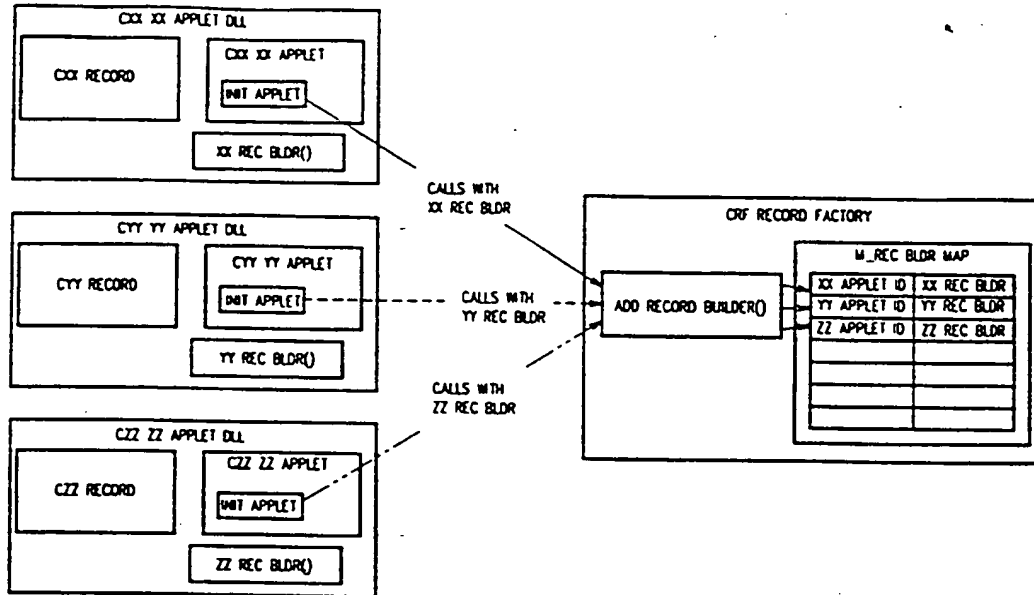 CXX XX APPLET DLL
CXX RECORD
CXX XX APPLET
INIT APPLET
XX REC BLDR()
CALLS WITH
XX REC BLDR
CYY YY APPLET DLL
CYY RECORD
CYY YY APPLET
INIT APPLET
YY REC BLDR()
CALLS WITH
YY REC BLDR
CZZ ZZ APPLET DLL
CZZ RECORD
CZZ ZZ APPLET
INIT APPLET
ZZ REC BLDR()
CALLS WITH
ZZ REC BLDR
CRF RECORD FACTORY
ADD RECORD BUILDER()
M_REC BLDR MAP
XX APPLET ID XX REC BLDR
YY APPLET ID YY REC BLDR
ZZ APPLET ID ZZ REC BLDR